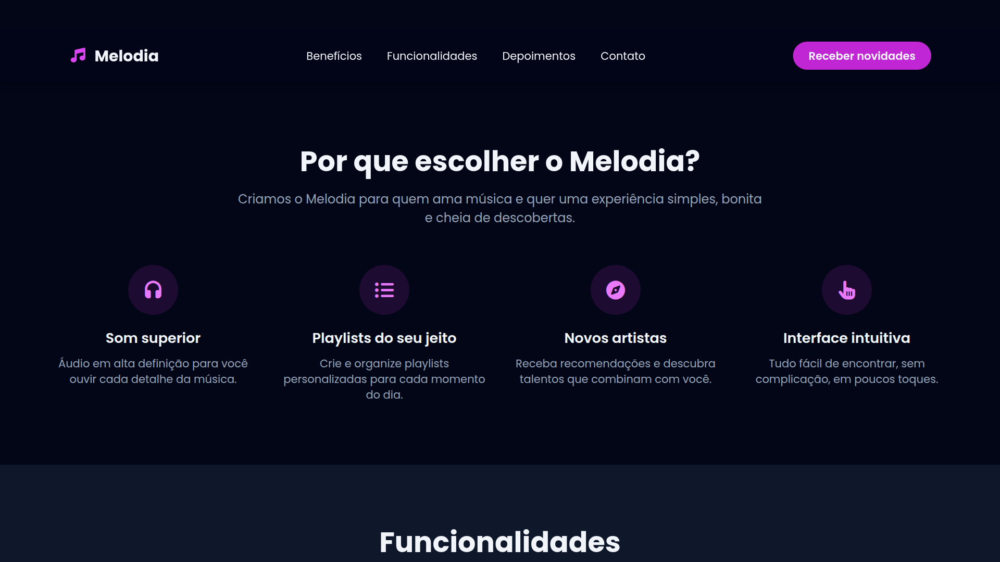 Melodia
Benefícios
Funcionalidades
Depoimentos
Contato
Receber novidades
Por que escolher o Melodia?
Criamos o Melodia para quem ama música e quer uma experiência simples, bonita
e cheia de descobertas.
Som superior
Áudio em alta definição para você
ouvir cada detalhe da música.
Playlists do seu jeito
Crie e organize playlists
personalizadas para cada momento
do dia.
Novos artistas
Receba recomendações e descubra
talentos que combinam com você.
Interface intuitiva
Tudo fácil de encontrar, sem
complicação, em poucos toques.
Funcionalidades